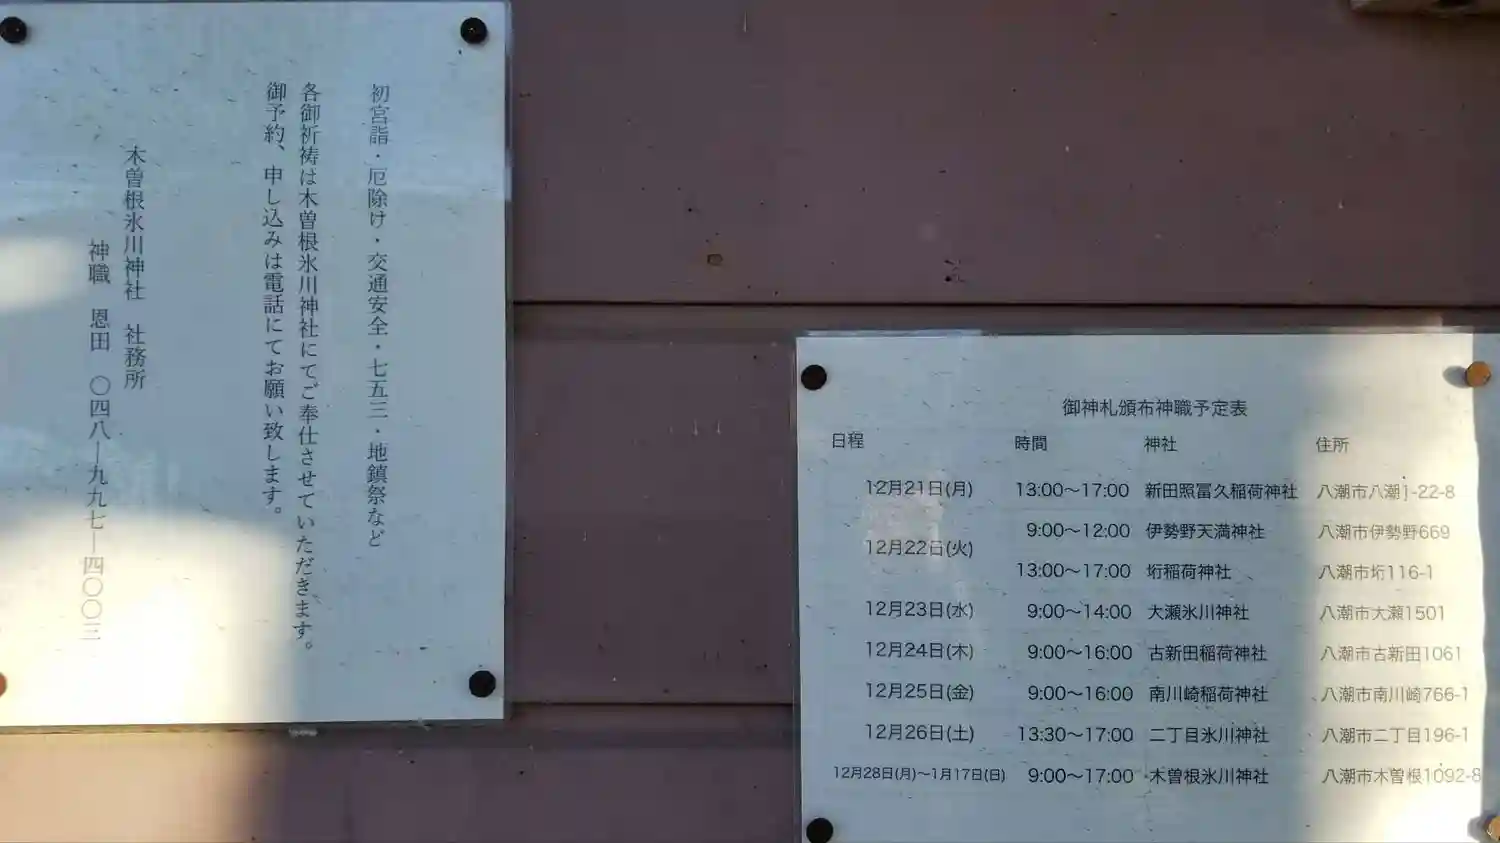 初宮詣・厄除け・交通安全・七五三・地鎮祭など
各御祈祷は木曽根氷川神社にてご奉仕させていただきます。
御予約、申し込みは電話にてお願い致します。
木曽根氷川神社 社務所
神職 恩田 〇四八―九九七―四〇〇三
御神札頒布神職予定表
日程 時間 神社 住所
12月21日(月) 13:00〜17:00 新田照冨久稲荷神社 八潮市八潮1-22-8
12月22日(火) 9:00〜12:00 伊勢野天満神社 八潮市伊勢野669
13:00〜17:00 垳稲荷神社 八潮市垳116-1
12月23日(水) 9:00〜14:00 大瀬氷川神社 八潮市大瀬1501
12月24日(木) 9:00〜16:00 古新田稲荷神社 八潮市古新田1061
12月25日(金) 9:00〜16:00 南川崎稲荷神社 八潮市南川崎766-1
12月26日(土) 13:30〜17:00 二丁目氷川神社 八潮市二丁目196-1
12月28日(月)〜1月17日(日) 9:00〜17:00 木曽根氷川神社 八潮市木曽根1092-8